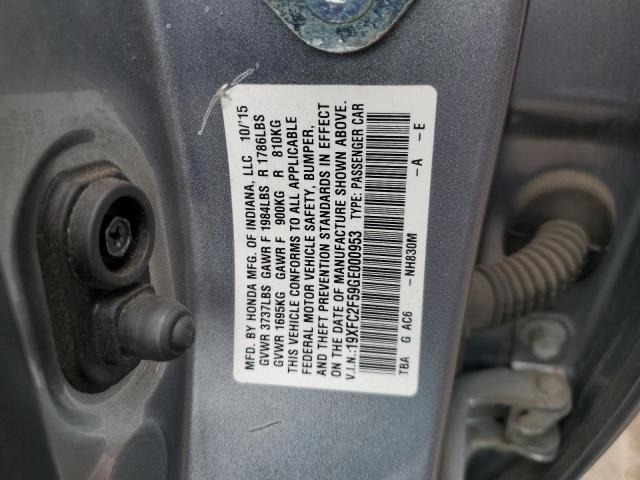 MFD. BY HONDA MFG. OF INDIANA, LLC 10/'15
GVWR 3737LBS GAWR F 1984LBS R 1786LBS
GVWR 1695KG GAWR F 900KG R 810KG
THIS VEHICLE CONFORMS TO ALL APPLICABLE
FEDERAL MOTOR VEHICLE SAFETY, BUMPER,
AND THEFT PREVENTION STANDARDS IN EFFECT
ON THE DATE OF MANUFACTURE SHOWN ABOVE.
V.I.N.:19XFC2F59GE000953 TYPE: PASSENGER CAR
TBA G AC6 -NH830M -A -E